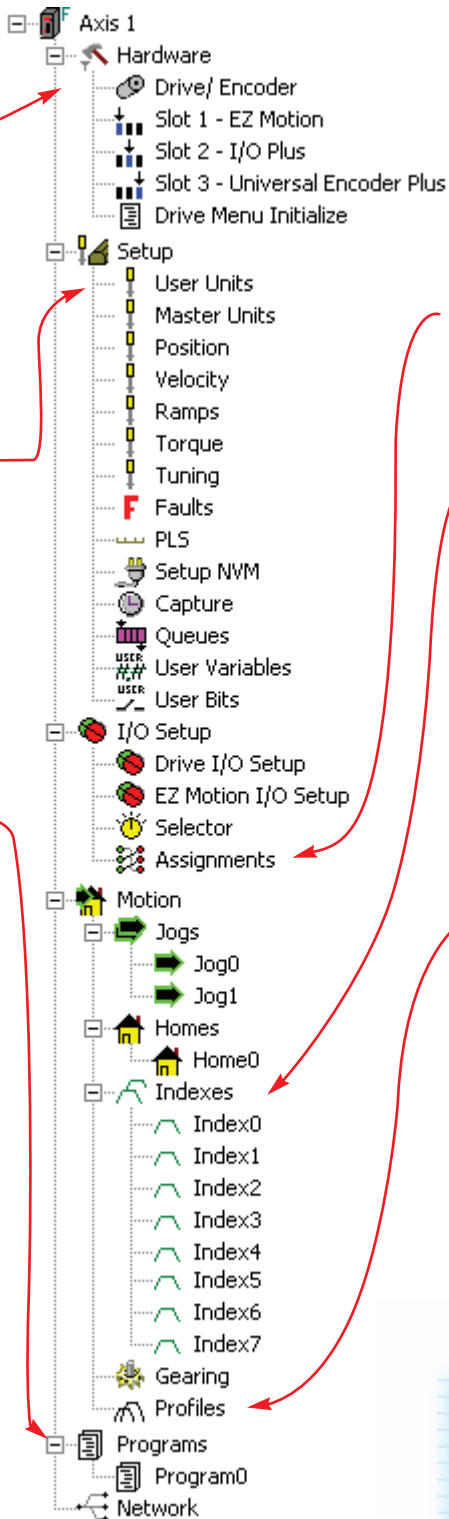 Axis 1
Hardware
Drive/ Encoder
Slot 1 - EZ Motion
Slot 2 - I/O Plus
Slot 3 - Universal Encoder Plus
Drive Menu Initialize
Setup
User Units
Master Units
Position
Velocity
Ramps
Torque
Tuning
F Faults
PLS
Setup NVM
Capture
Queues
USER #.# User Variables
USER User Bits
I/O Setup
Drive I/O Setup
EZ Motion I/O Setup
Selector
Assignments
Motion
Jogs
Jog0
Jog1
Homes
Home0
Indexes
Index0
Index1
Index2
Index3
Index4
Index5
Index6
Index7
Gearing
Profiles
Programs
Program0
Network